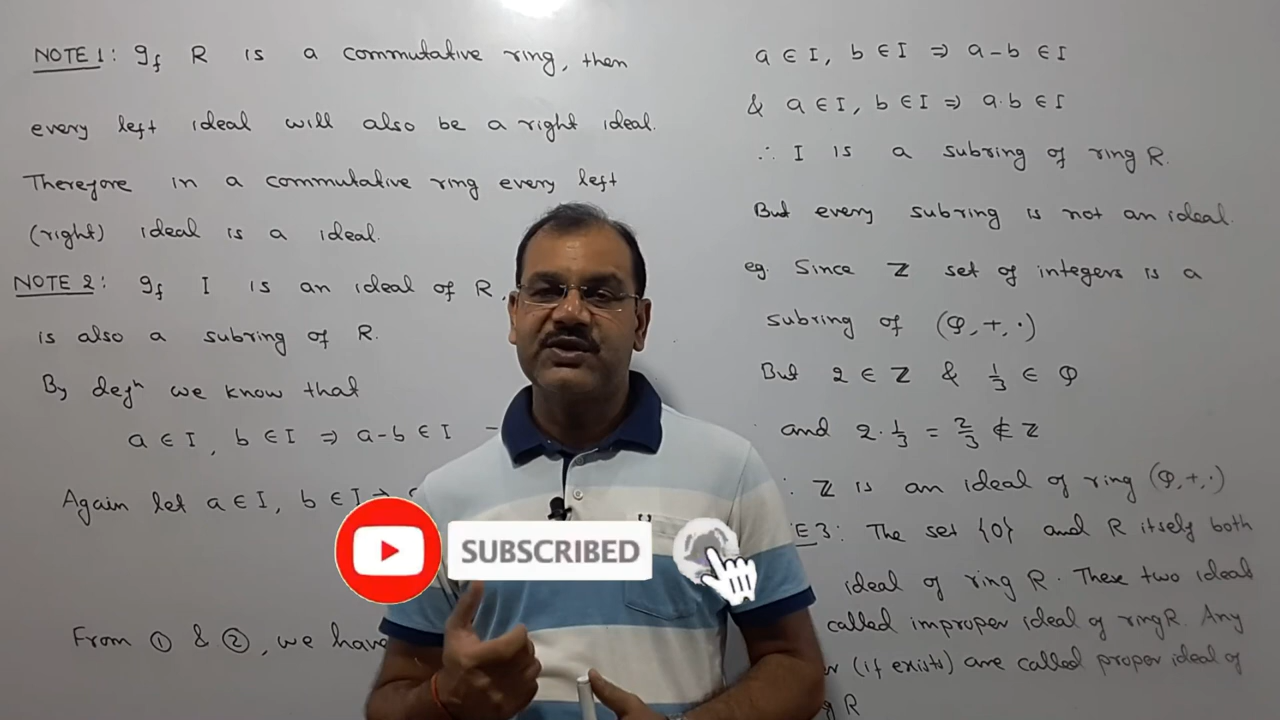 NOTE 1: If R is a commutative ring, then
every left ideal will also be a right ideal.
Therefore in a commutative ring every left
(right) ideal is a ideal.
NOTE 2: If I is an ideal of R,
is also a subring of R.
By defⁿ we know that
a ∈ I, b ∈ I ⇒ a-b ∈ I -
Again let a ∈ I, b ∈ I ⇒
From ① & ②, we have
a ∈ I, b ∈ I ⇒ a-b ∈ I
& a ∈ I, b ∈ I ⇒ a·b ∈ I
∴ I is a subring of ring R.
But every subring is not an ideal.
eg. Since Z set of integers is a
subring of (Q, +, ·)
But 2 ∈ Z & 1/3 ∈ Q
and 2·1/3 = 2/3 ∉ Z
∴ Z is an ideal of ring (Q, +, ·)
E 3: The set {0} and R itself both
ideal of ring R. These two ideal
called improper ideal of ring R. Any
(if exists) are called proper ideal of
R
SUBSCRIBED